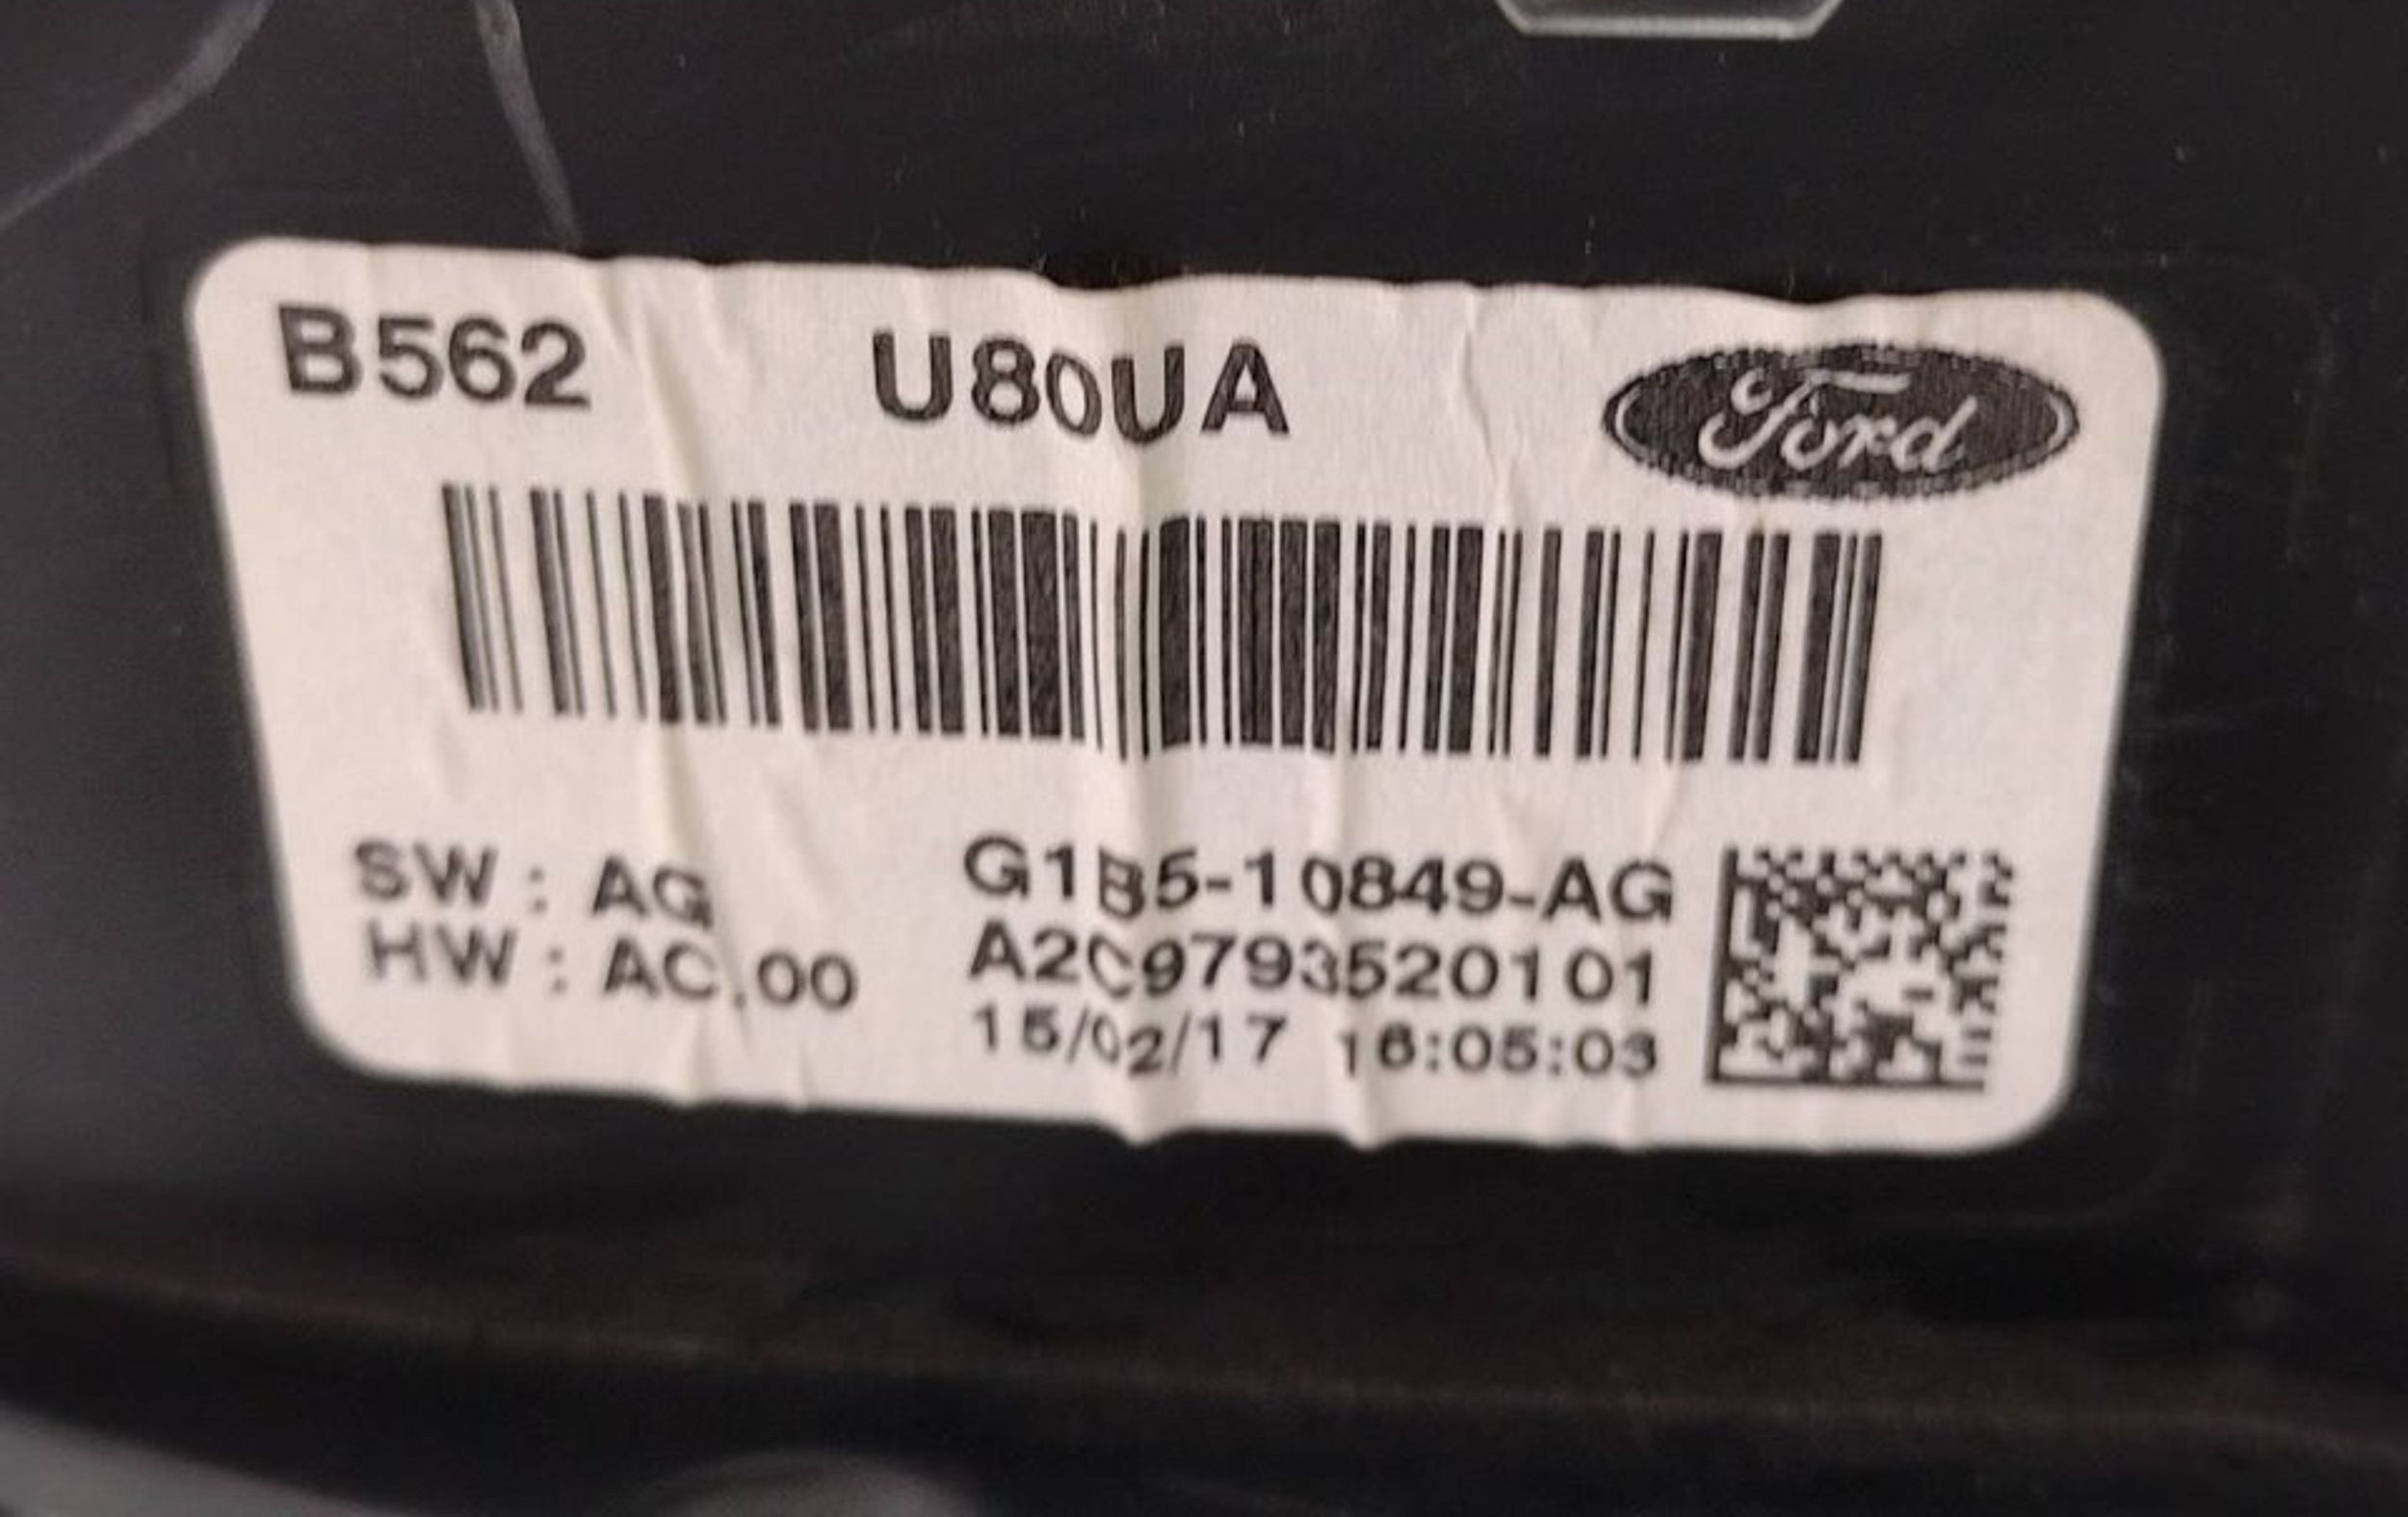 B562 U80UA Ford
SW : AG G1B5-10849-AG
HW : AC.00 A2C9793520101
15/02/17 16:05:03